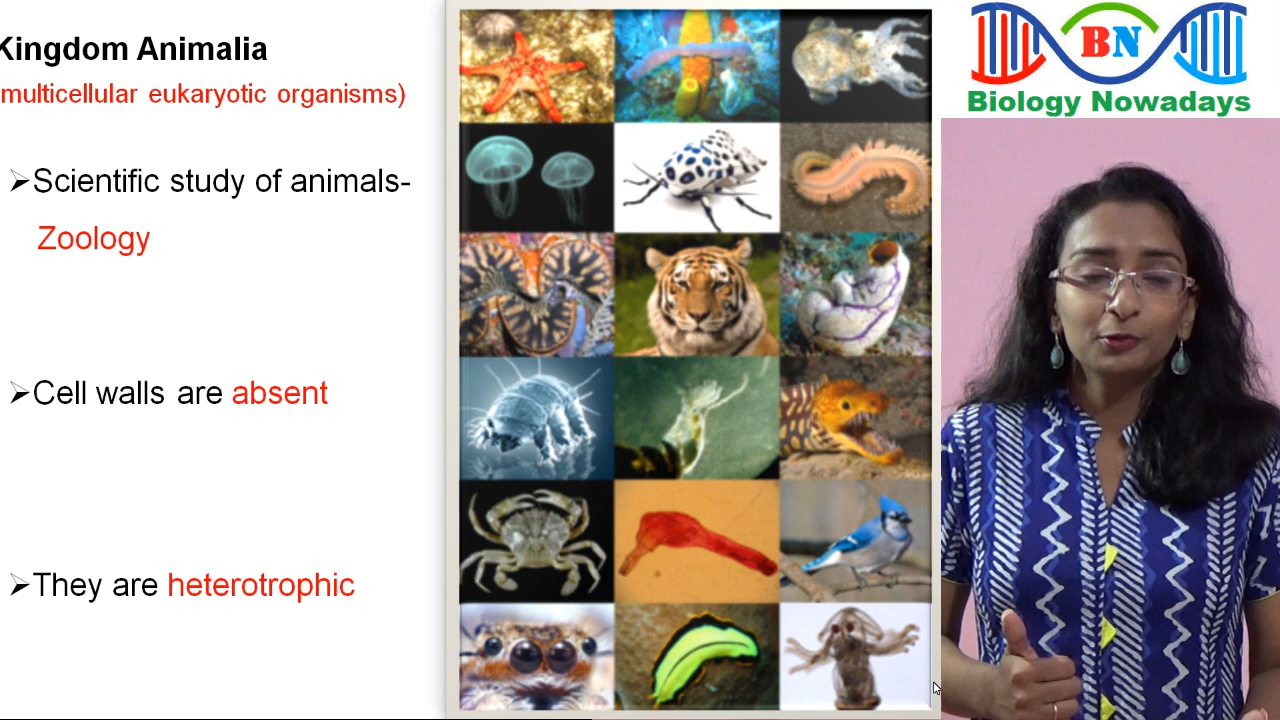 Kingdom Animalia
multicellular eukaryotic organisms)
➢Scientific study of animals-
Zoology
➢Cell walls are absent
➢They are heterotrophic
BN
Biology Nowadays